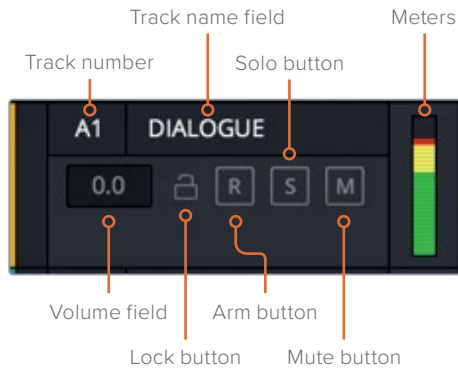 Track name field
Meters
Track number
Solo button
A1 DIALOGUE
0.0 R S M
Volume field
Arm button
Lock button
Mute button